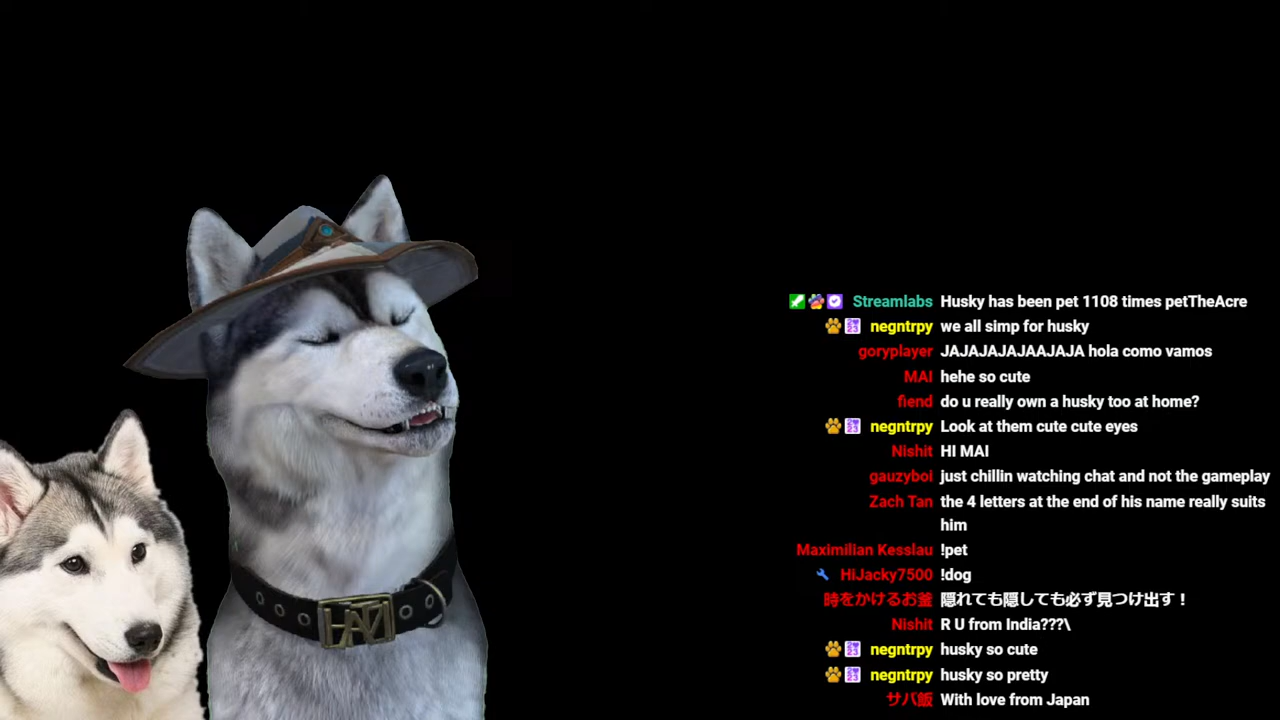 Streamlabs Husky has been pet 1108 times petTheAcre
negntrpy we all simp for husky
goryplayer JAJAJAJAJAAJAJA hola como vamos
MAI hehe so cute
fiend do u really own a husky too at home?
negntrpy Look at them cute cute eyes
Nishit HI MAI
gauzyboi just chillin watching chat and not the gameplay
Zach Tan the 4 letters at the end of his name really suits
him
Maximilian Kesslau !pet
HiJacky7500 !dog
時をかけるお釜 隠れても隠しても必ず見つけ出す！
Nishit R U from India???\
negntrpy husky so cute
negntrpy husky so pretty
サバ飯 With love from Japan